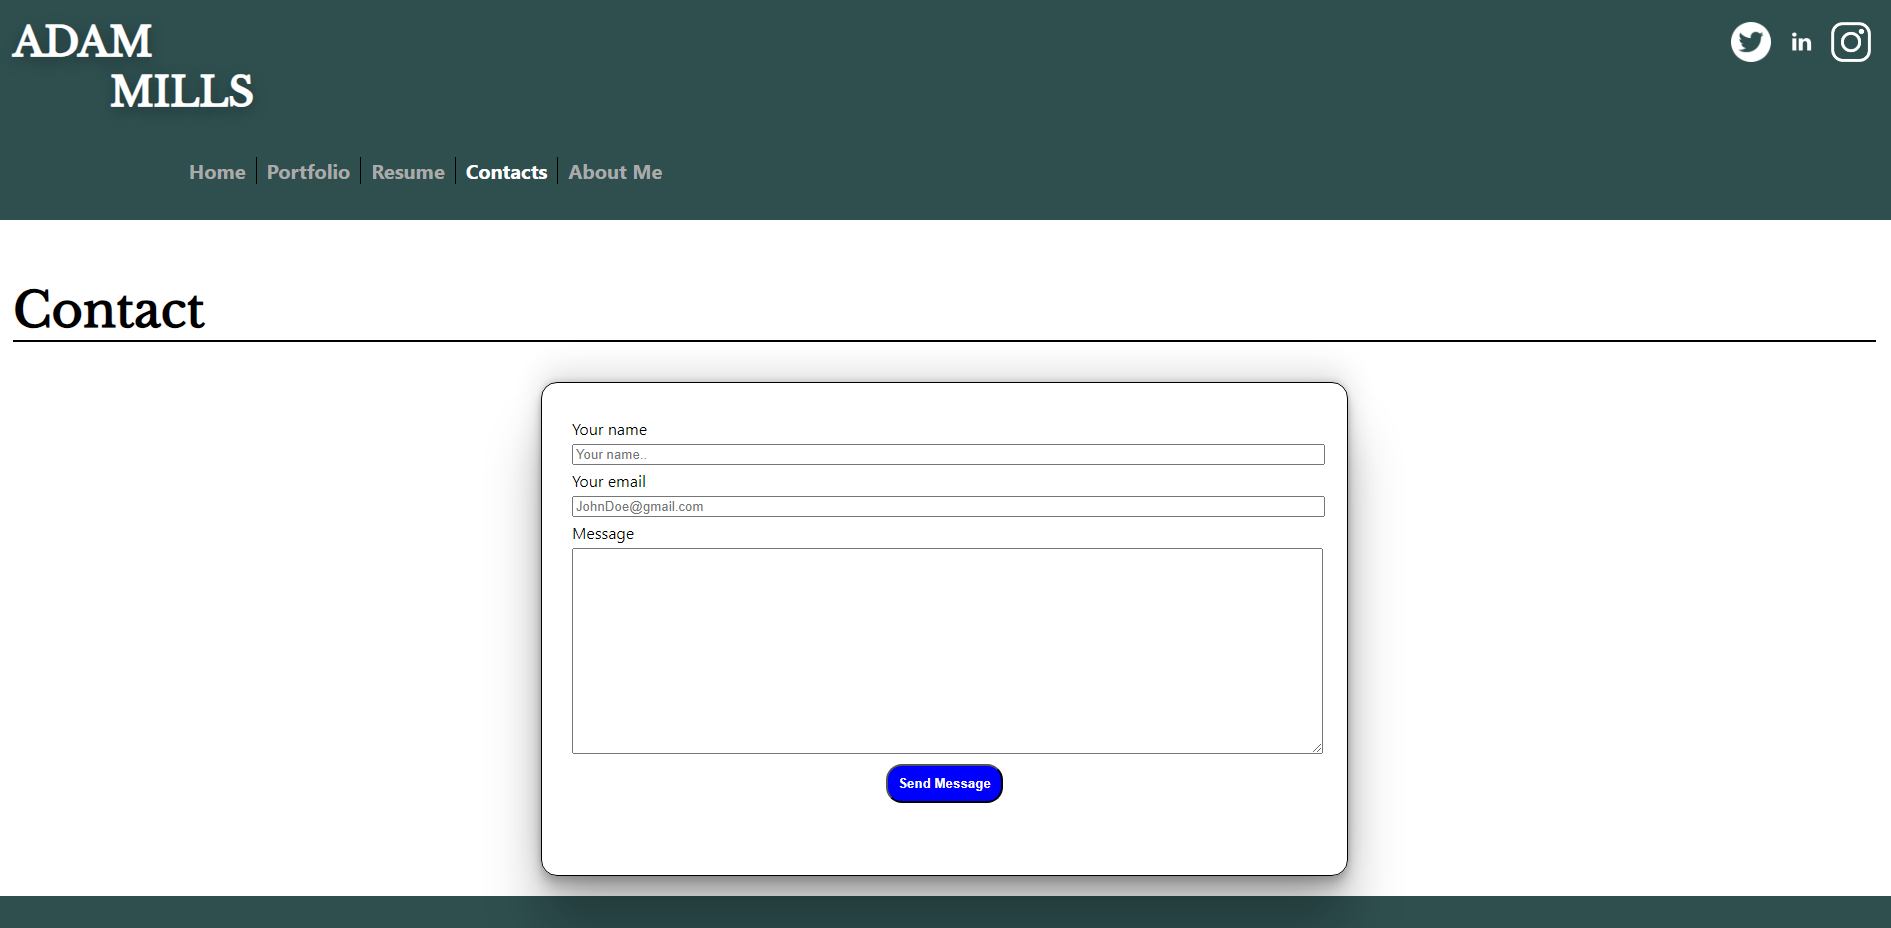 ADAM
MILLS
in
Home Portfolio Resume Contacts About Me
Contact
Your name
Your name..
Your email
JohnDoe@gmail.com
Message
Send Message